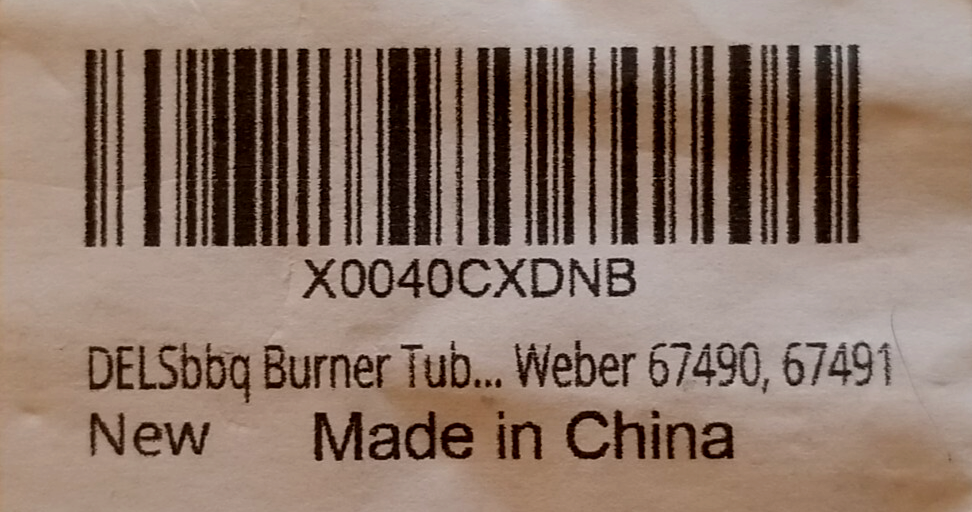 X0040CXDNB
DELSbbq Burner Tub... Weber 67490, 67491
New Made in China